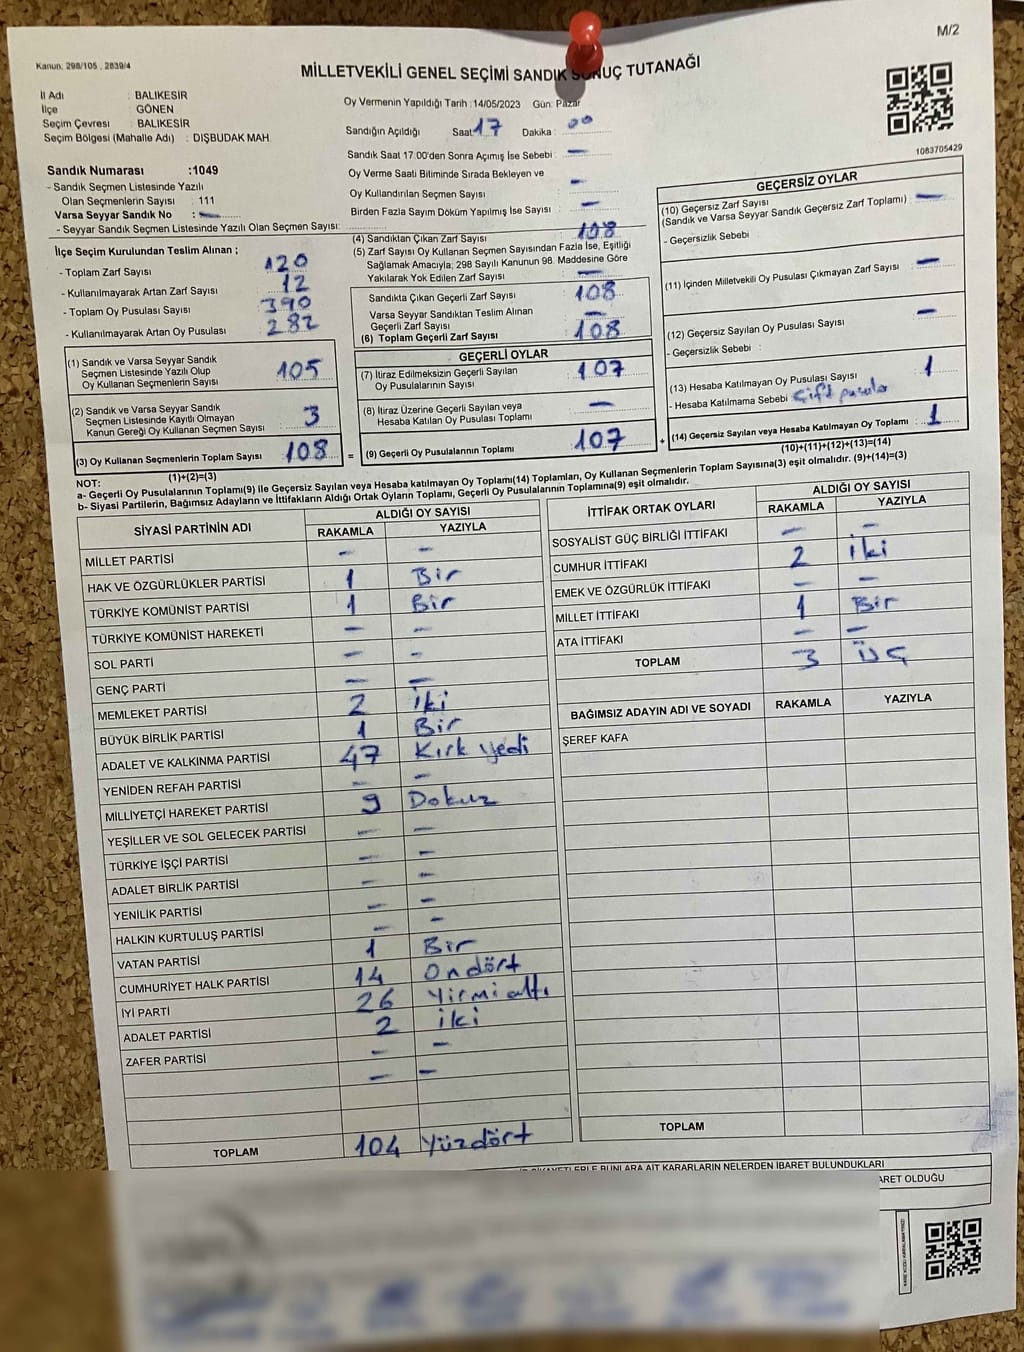 M/2
Kanun. 298/105 , 2839/4
MİLLETVEKİLİ GENEL SEÇİMİ SANDIK SONUÇ TUTANAĞI
İl Adı : BALIKESİR
İlçe : GÖNEN
Seçim Çevresi : BALIKESİR
Seçim Bölgesi (Mahalle Adı) : DIŞBUDAK MAH.
Oy Vermenin Yapıldığı Tarih :14/05/2023 Gün: Pazar
Sandığın Açıldığı Saat 17 Dakika : 00
Sandık Saat 17:00'den Sonra Açımış İse Sebebi : –
Oy Verme Saati Bitiminde Sırada Bekleyen ve
Oy Kullandırılan Seçmen Sayısı –
Birden Fazla Sayım Döküm Yapılmış İse Sayısı –
1083705429
Sandık Numarası :1049
- Sandık Seçmen Listesinde Yazılı
Olan Seçmenlerin Sayısı : 111
Varsa Seyyar Sandık No : –
- Seyyar Sandık Seçmen Listesinde Yazılı Olan Seçmen Sayısı:
İlçe Seçim Kurulundan Teslim Alınan ;
- Toplam Zarf Sayısı 120
- Kullanılmayarak Artan Zarf Sayısı 12
- Toplam Oy Pusulası Sayısı 390
- Kullanılmayarak Artan Oy Pusulası 282
(1) Sandık ve Varsa Seyyar Sandık
Seçmen Listesinde Yazılı Olup
Oy Kullanan Seçmenlerin Sayısı 105
(2) Sandık ve Varsa Seyyar Sandık
Seçmen Listesinde Kayıtlı Olmayan
Kanun Gereği Oy Kullanan Seçmen Sayısı 3
(3) Oy Kullanan Seçmenlerin Toplam Sayısı 108
(1)+(2)=(3)
(4) Sandıktan Çıkan Zarf Sayısı 108
(5) Zarf Sayısı Oy Kullanan Seçmen Sayısından Fazla İse, Eşitliği
Sağlamak Amacıyla; 298 Sayılı Kanunun 98. Maddesine Göre
Yakılarak Yok Edilen Zarf Sayısı –
Sandıkta Çıkan Geçerli Zarf Sayısı 108
Varsa Seyyar Sandıktan Teslim Alınan
Geçerli Zarf Sayısı –
(6) Toplam Geçerli Zarf Sayısı 108
GEÇERLİ OYLAR
(7) İtiraz Edilmeksizin Geçerli Sayılan
Oy Pusulalarının Sayısı 107
(8) İtiraz Üzerine Geçerli Sayılan veya
Hesaba Katılan Oy Pusulası Toplamı –
= (9) Geçerli Oy Pusulalarının Toplamı 107 +
GEÇERSİZ OYLAR
(10) Geçersiz Zarf Sayısı
(Sandık ve Varsa Seyyar Sandık Geçersiz Zarf Toplamı) –
- Geçersizlik Sebebi :
(11) İçinden Milletvekili Oy Pusulası Çıkmayan Zarf Sayısı –
(12) Geçersiz Sayılan Oy Pusulası Sayısı –
- Geçersizlik Sebebi :
(13) Hesaba Katılmayan Oy Pusulası Sayısı 1
- Hesaba Katılmama Sebebi Çift pusula
(14) Geçersiz Sayılan veya Hesaba Katılmayan Oy Toplamı 1
(10)+(11)+(12)+(13)=(14)
NOT:
a- Geçerli Oy Pusulalarının Toplamı(9) ile Geçersiz Sayılan veya Hesaba katılmayan Oy Toplamı(14) Toplamları, Oy Kullanan Seçmenlerin Toplam Sayısına(3) eşit olmalıdır. (9)+(14)=(3)
b- Siyasi Partilerin, Bağımsız Adayların ve İttifakların Aldığı Ortak Oyların Toplamı, Geçerli Oy Pusulalarının Toplamına(9) eşit olmalıdır.
SİYASİ PARTİNİN ADI ALDIĞI OY SAYISI
RAKAMLA YAZIYLA
MİLLET PARTİSİ – –
HAK VE ÖZGÜRLÜKLER PARTİSİ 1 Bir
TÜRKİYE KOMÜNİST PARTİSİ 1 Bir
TÜRKİYE KOMÜNİST HAREKETİ – –
SOL PARTİ – –
GENÇ PARTİ – –
MEMLEKET PARTİSİ 2 İki
BÜYÜK BİRLİK PARTİSİ 1 Bir
ADALET VE KALKINMA PARTİSİ 47 Kırk yedi
YENİDEN REFAH PARTİSİ – –
MİLLİYETÇİ HAREKET PARTİSİ 9 Dokuz
YEŞİLLER VE SOL GELECEK PARTİSİ – –
TÜRKİYE İŞÇİ PARTİSİ – –
ADALET BİRLİK PARTİSİ – –
YENİLİK PARTİSİ – –
HALKIN KURTULUŞ PARTİSİ – –
VATAN PARTİSİ 1 Bir
CUMHURİYET HALK PARTİSİ 14 Ondört
İYİ PARTİ 26 Yirmi altı
ADALET PARTİSİ 2 iki
ZAFER PARTİSİ – –
– –
TOPLAM 104 Yüzdört
İTTİFAK ORTAK OYLARI ALDIĞI OY SAYISI
RAKAMLA YAZIYLA
SOSYALİST GÜÇ BİRLİĞİ İTTİFAKI – –
CUMHUR İTTİFAKI 2 iki
EMEK VE ÖZGÜRLÜK İTTİFAKI – –
MİLLET İTTİFAKI 1 Bir
ATA İTTİFAKI – –
TOPLAM 3 ÜÇ
BAĞIMSIZ ADAYIN ADI VE SOYADI RAKAMLA YAZIYLA
ŞEREF KAFA
TOPLAM
BUNLARA AİT KARARLARIN NELERDEN İBARET BULUNDUKLARI
OLDUĞU